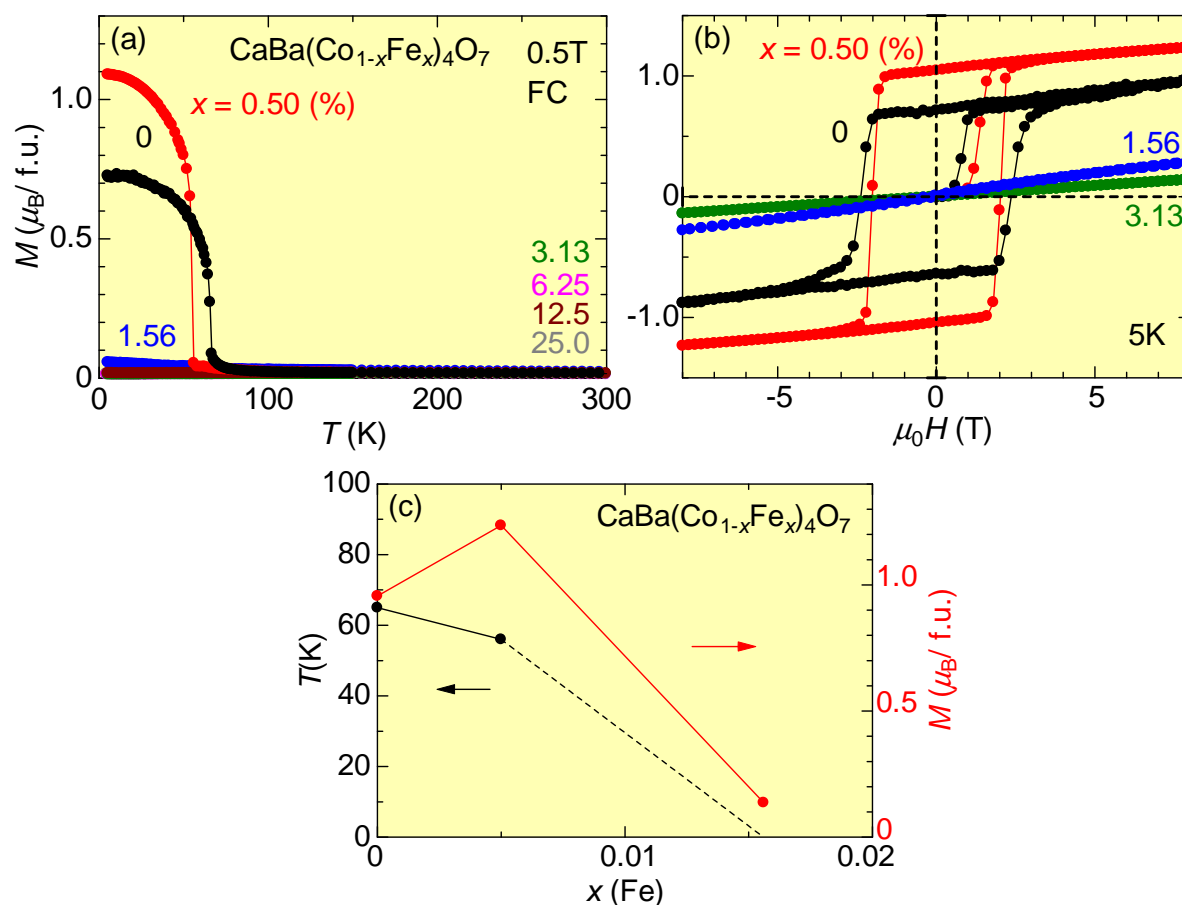 (a)
CaBa(Co1-xFex)4O7
0.5T
FC
x = 0.50 (%)
0
1.56
3.13
6.25
12.5
25.0
1.0
0.5
0
M (μB/ f.u.)
0
100
200
300
T (K)
(b)
x = 0.50 (%)
0
1.56
3.13
5K
1.0
0
-1.0
-5
0
5
μ0H (T)
(c)
CaBa(Co1-xFex)4O7
100
80
60
40
20
0
T(K)
1.0
0.5
0
M (μB/ f.u.)
0
0.01
0.02
x (Fe)